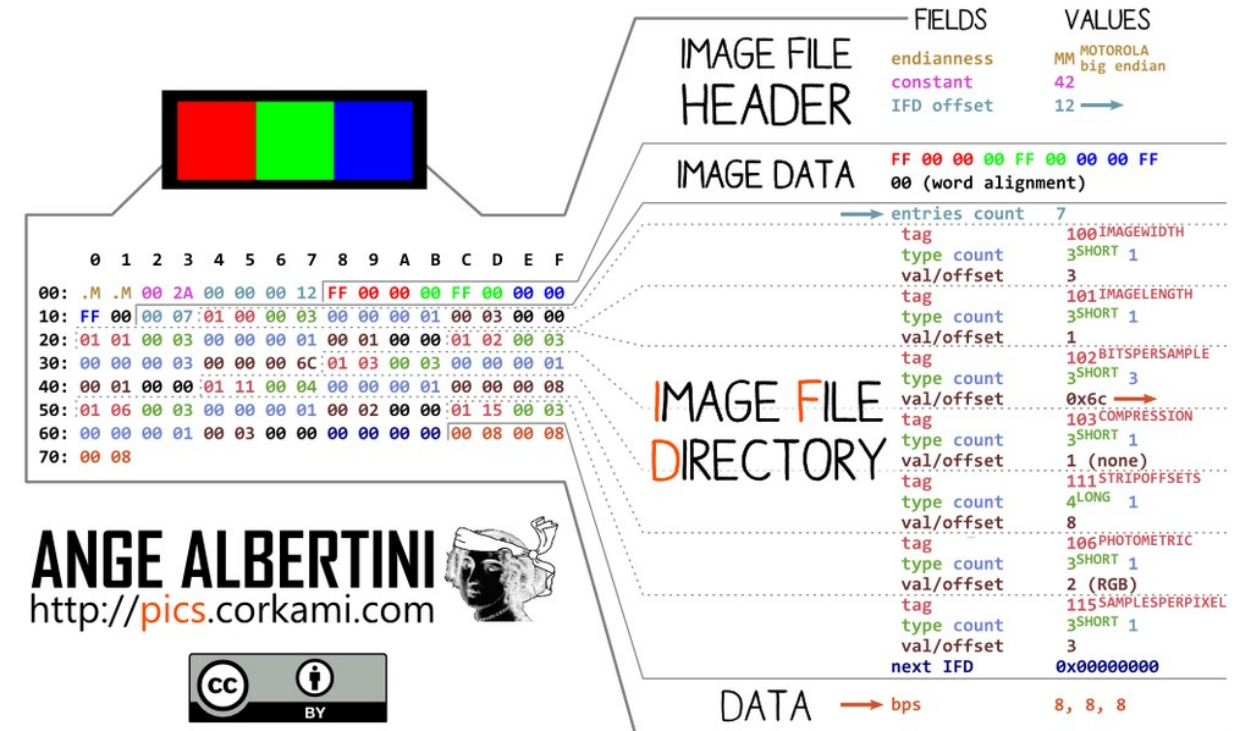 FIELDS VALUES
IMAGE FILE
HEADER
endianness MM MOTOROLA big endian
constant 42
IFD offset 12
IMAGE DATA
FF 00 00 00 FF 00 00 00 FF
00 (word alignment)
0 1 2 3 4 5 6 7 8 9 A B C D E F
00: .M .M 00 2A 00 00 00 12 FF 00 00 00 FF 00 00 00
10: FF 00 00 07 01 00 00 03 00 00 00 01 00 03 00 00
20: 01 01 00 03 00 00 00 01 00 01 00 00 01 02 00 03
30: 00 00 00 03 00 00 00 6C 01 03 00 03 00 00 00 01
40: 00 01 00 00 01 11 00 04 00 00 00 01 00 00 00 08
50: 01 06 00 03 00 00 00 01 00 02 00 00 01 15 00 03
60: 00 00 00 01 00 03 00 00 00 00 00 00 00 08 00 08
70: 00 08
IMAGE FILE
DIRECTORY
entries count 7
tag 100 IMAGEWIDTH
type count 3 SHORT 1
val/offset 3
tag 101 IMAGELENGTH
type count 3 SHORT 1
val/offset 1
tag 102 BITSPERSAMPLE
type count 3 SHORT 3
val/offset 0x6c
tag 103 COMPRESSION
type count 3 SHORT 1
val/offset 1 (none)
tag 111 STRIPOFFSETS
type count 4 LONG 1
val/offset 8
tag 106 PHOTOMETRIC
type count 3 SHORT 1
val/offset 2 (RGB)
tag 115 SAMPLESPERPIXEL
type count 3 SHORT 1
val/offset 3
next IFD 0x00000000
DATA
bps 8, 8, 8
ANGE ALBERTINI
http://pics.corkami.com
cc
BY